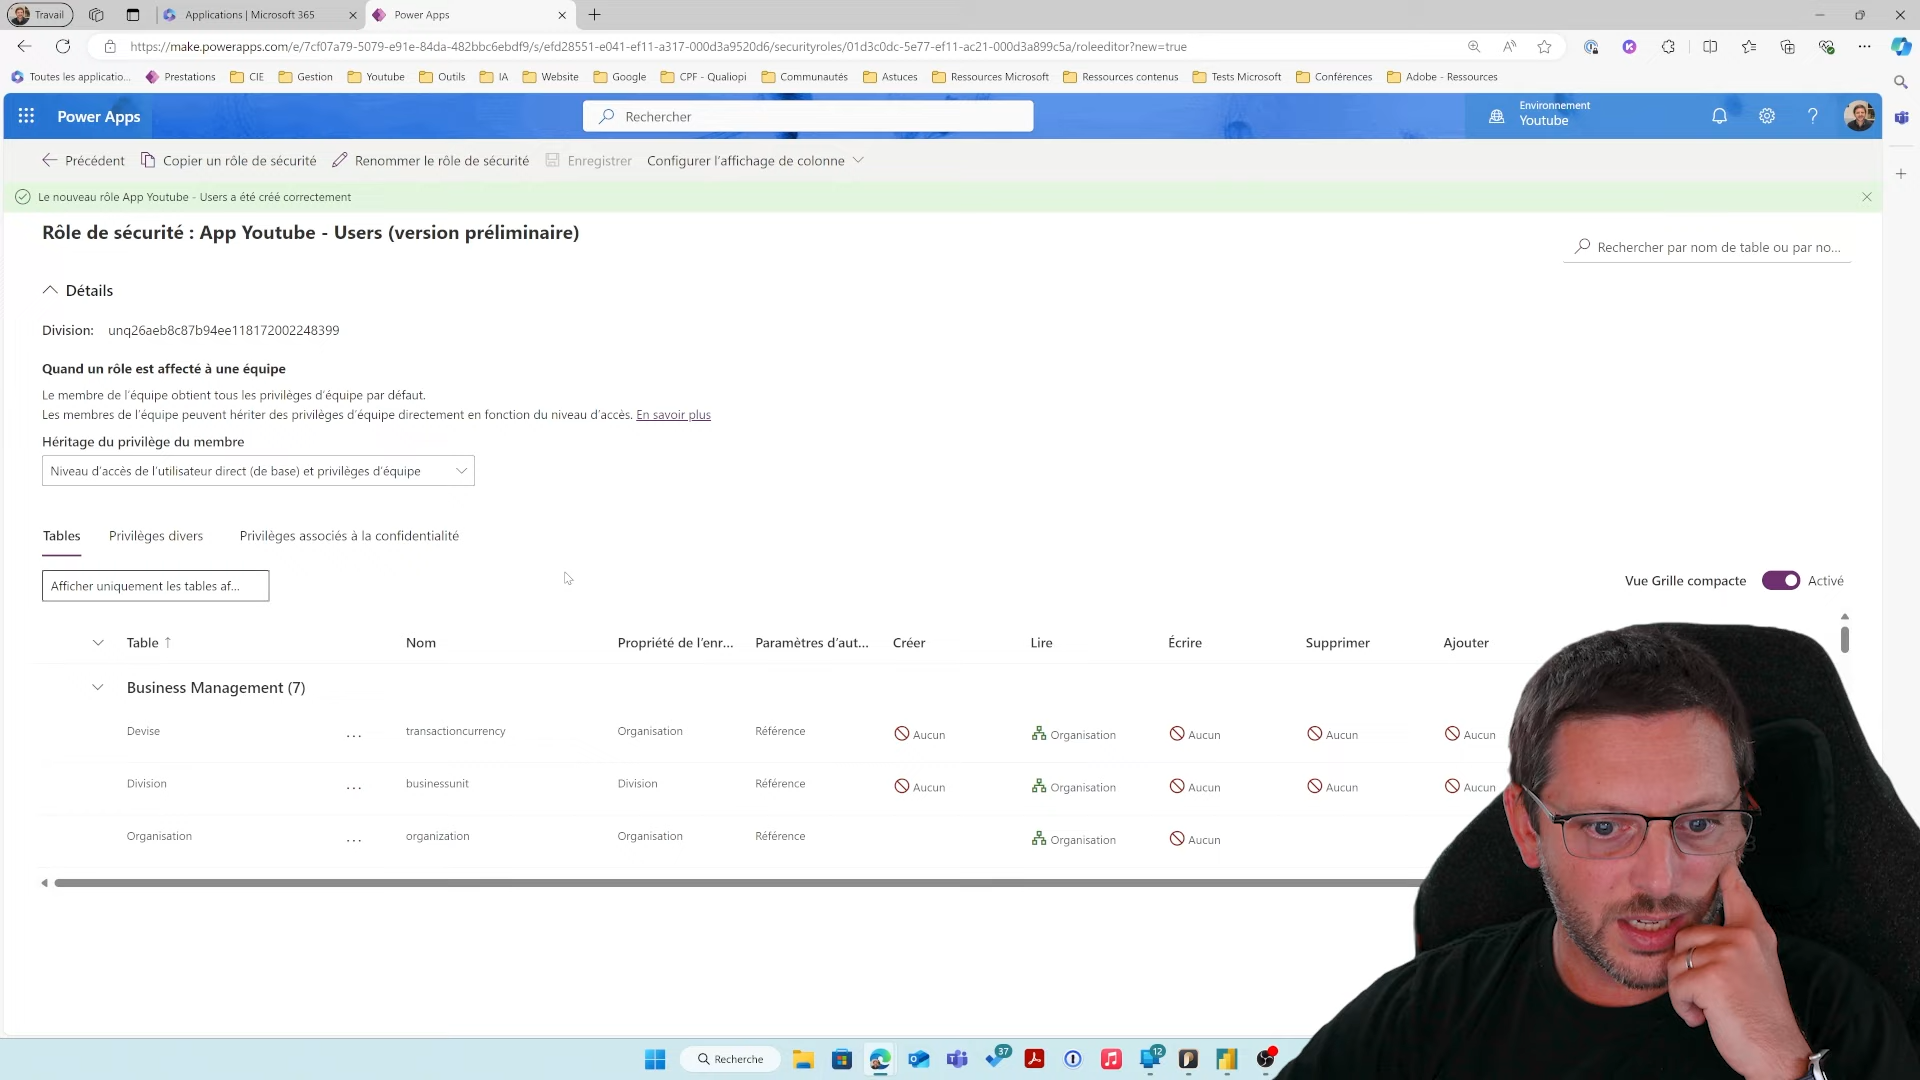 Travail
Applications | Microsoft 365
Power Apps
https://make.powerapps.com/e/7cf07a79-5079-e91e-84da-482bbc6ebdf9/s/efd28551-e041-ef11-a317-000d3a9520d6/securityroles/01d3c0dc-5e77-ef11-ac21-000d3a899c5a/roleeditor?new=true
Toutes les applicatio...
Prestations
CIE
Gestion
Youtube
Outils
IA
Website
Google
CPF - Qualiopi
Communautés
Astuces
Ressources Microsoft
Ressources contenus
Tests Microsoft
Conférences
Adobe - Ressources
Power Apps
Rechercher
Environnement
Youtube
Précédent
Copier un rôle de sécurité
Renommer le rôle de sécurité
Enregistrer
Configurer l'affichage de colonne
Le nouveau rôle App Youtube - Users a été créé correctement
Rôle de sécurité : App Youtube - Users (version préliminaire)
Rechercher par nom de table ou par no...
Détails
Division: unq26aeb8c87b94ee118172002248399
Quand un rôle est affecté à une équipe
Le membre de l'équipe obtient tous les privilèges d'équipe par défaut.
Les membres de l'équipe peuvent hériter des privilèges d'équipe directement en fonction du niveau d'accès. En savoir plus
Héritage du privilège du membre
Niveau d'accès de l'utilisateur direct (de base) et privilèges d'équipe
Tables
Privilèges divers
Privilèges associés à la confidentialité
Afficher uniquement les tables af...
Vue Grille compacte
Activé
Table ↑ Nom Propriété de l'enr... Paramètres d'aut... Créer Lire Écrire Supprimer Ajouter
Business Management (7)
Devise ... transactioncurrency Organisation Référence Aucun Organisation Aucun Aucun Aucun
Division ... businessunit Division Référence Aucun Organisation Aucun Aucun Aucun
Organisation ... organization Organisation Référence Organisation Aucun
Recherche
37
12